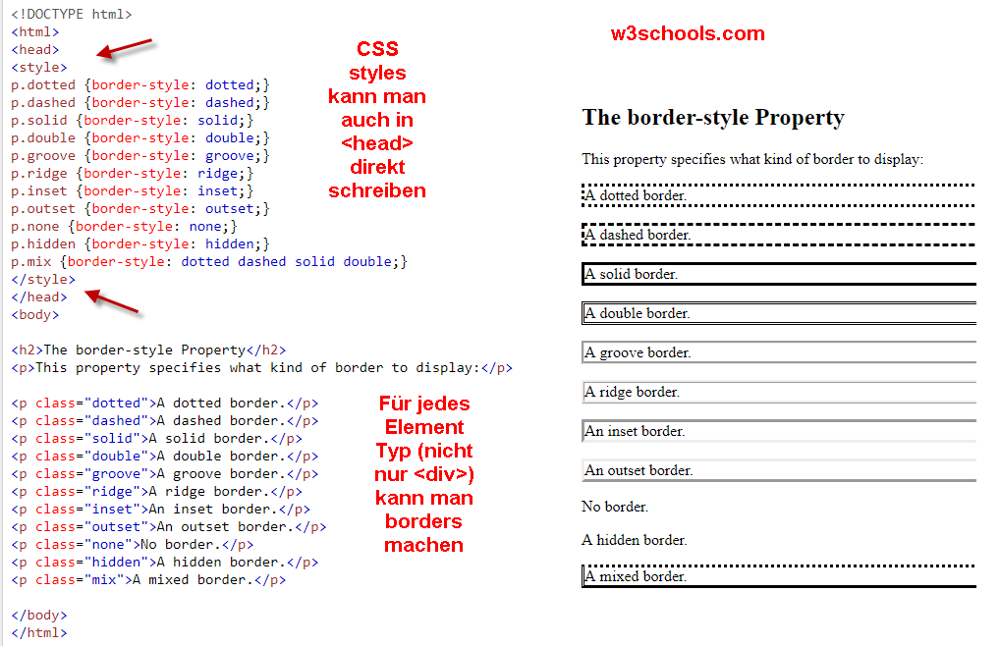 <!DOCTYPE html>
<html>
<head>
<style>
p.dotted {border-style: dotted;}
p.dashed {border-style: dashed;}
p.solid {border-style: solid;}
p.double {border-style: double;}
p.groove {border-style: groove;}
p.ridge {border-style: ridge;}
p.inset {border-style: inset;}
p.outset {border-style: outset;}
p.none {border-style: none;}
p.hidden {border-style: hidden;}
p.mix {border-style: dotted dashed solid double;}
</style>
</head>
<body>
<h2>The border-style Property</h2>
<p>This property specifies what kind of border to display:</p>
<p class="dotted">A dotted border.</p>
<p class="dashed">A dashed border.</p>
<p class="solid">A solid border.</p>
<p class="double">A double border.</p>
<p class="groove">A groove border.</p>
<p class="ridge">A ridge border.</p>
<p class="inset">An inset border.</p>
<p class="outset">An outset border.</p>
<p class="none">No border.</p>
<p class="hidden">A hidden border.</p>
<p class="mix">A mixed border.</p>
</body>
</html>
CSS
styles
kann man
auch in
<head>
direkt
schreiben
Für jedes
Element
Typ (nicht
nur <div>)
kann man
borders
machen
w3schools.com
The border-style Property
This property specifies what kind of border to display:
A dotted border.
A dashed border.
A solid border.
A double border.
A groove border.
A ridge border.
An inset border.
An outset border.
No border.
A hidden border.
A mixed border.